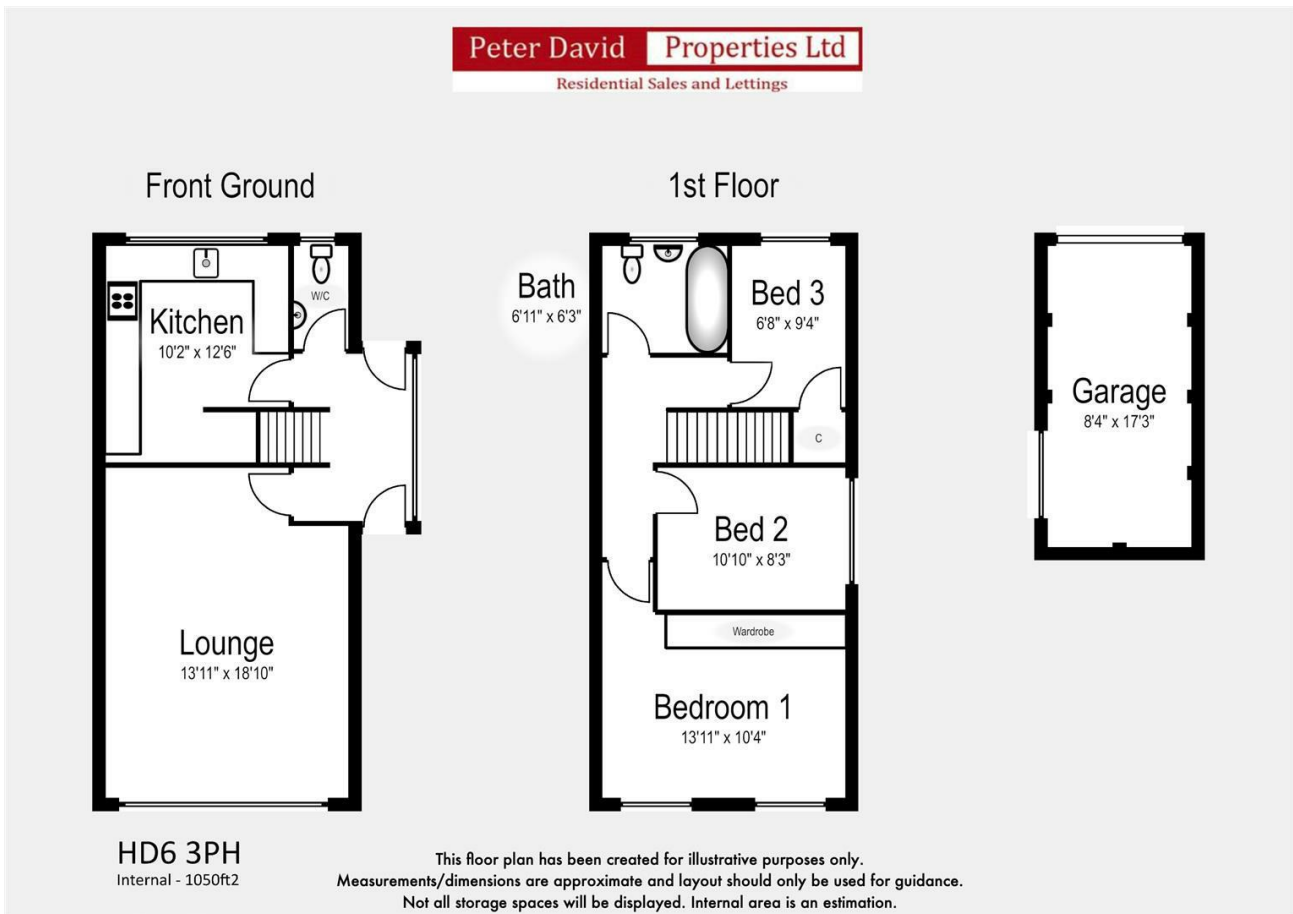 Peter David Properties Ltd
Residential Sales and Lettings
Front Ground
1st Floor
W/C
Kitchen
10'2" x 12'6"
Lounge
13'11" x 18'10"
Bath
6'11" x 6'3"
Bed 3
6'8" x 9'4"
C
Bed 2
10'10" x 8'3"
Wardrobe
Bedroom 1
13'11" x 10'4"
Garage
8'4" x 17'3"
HD6 3PH
Internal - 1050ft2
This floor plan has been created for illustrative purposes only.
Measurements/dimensions are approximate and layout should only be used for guidance.
Not all storage spaces will be displayed. Internal area is an estimation.